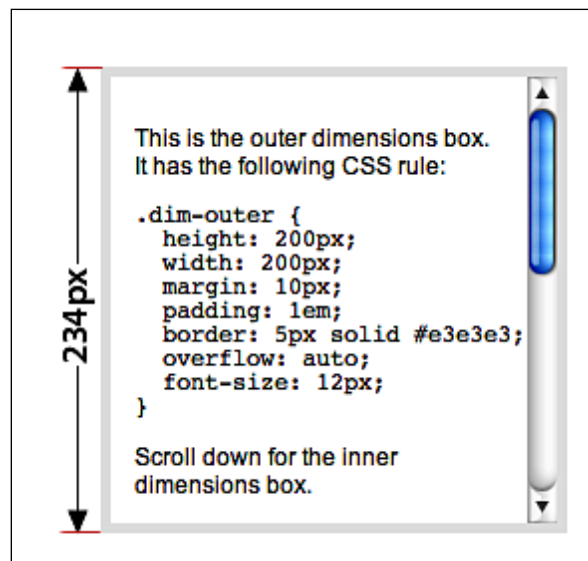 234px
This is the outer dimensions box.
It has the following CSS rule:
.dim-outer {
  height: 200px;
  width: 200px;
  margin: 10px;
  padding: 1em;
  border: 5px solid #e3e3e3;
  overflow: auto;
  font-size: 12px;
}
Scroll down for the inner
dimensions box.